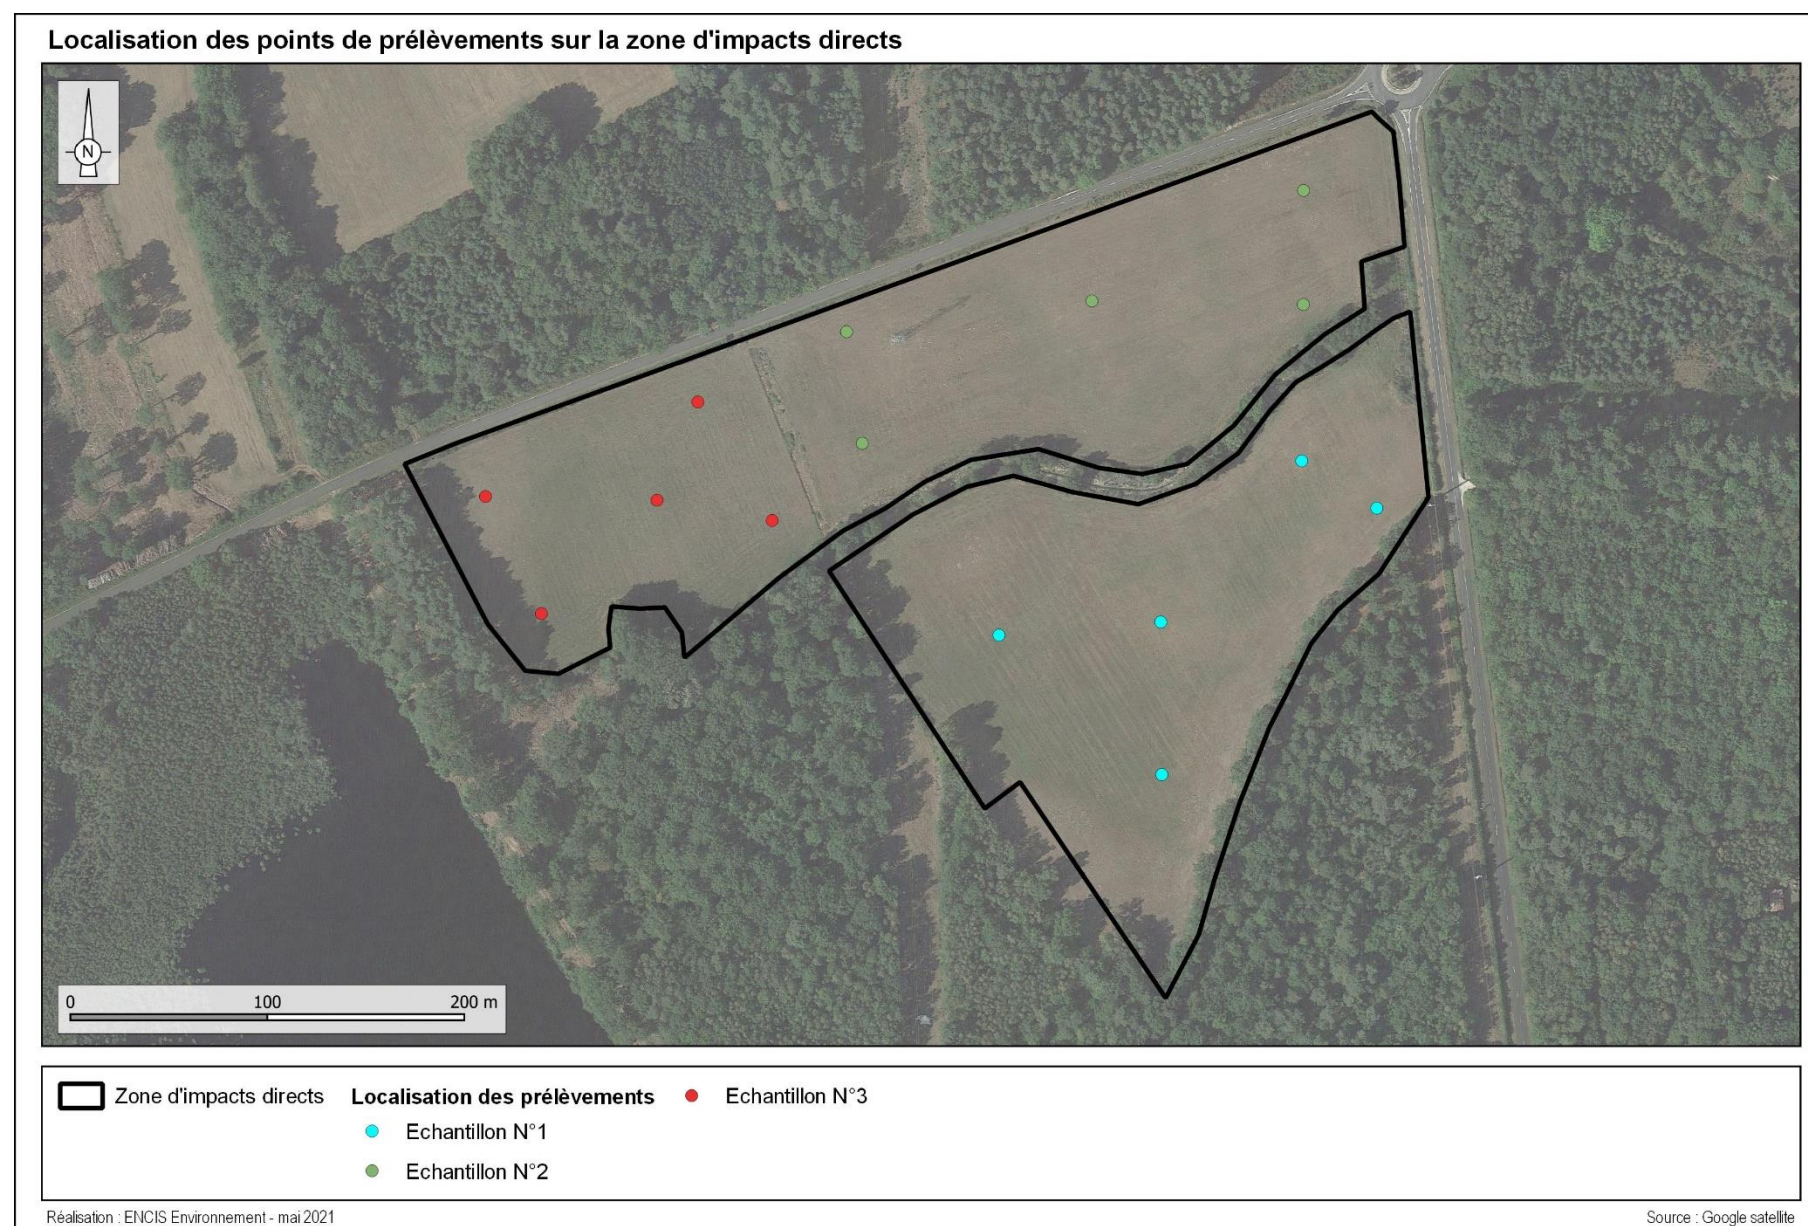 Localisation des points de prélèvements sur la zone d'impacts directs
N
0 100 200 m
Zone d'impacts directs
Localisation des prélèvements
Echantillon N°1
Echantillon N°2
Echantillon N°3
Réalisation : ENCIS Environnement - mai 2021
Source : Google satellite